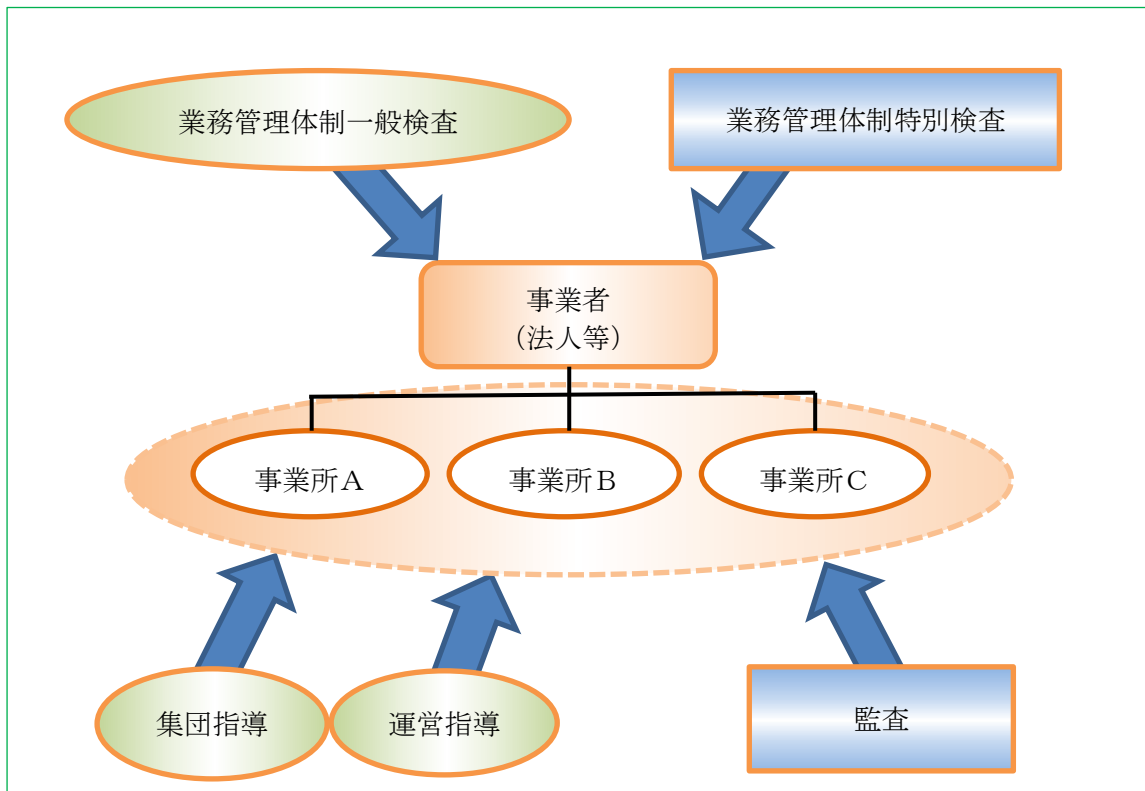 業務管理体制一般検査
業務管理体制特別検査
事業者
（法人等）
事業所Ａ
事業所Ｂ
事業所Ｃ
集団指導
運営指導
監査